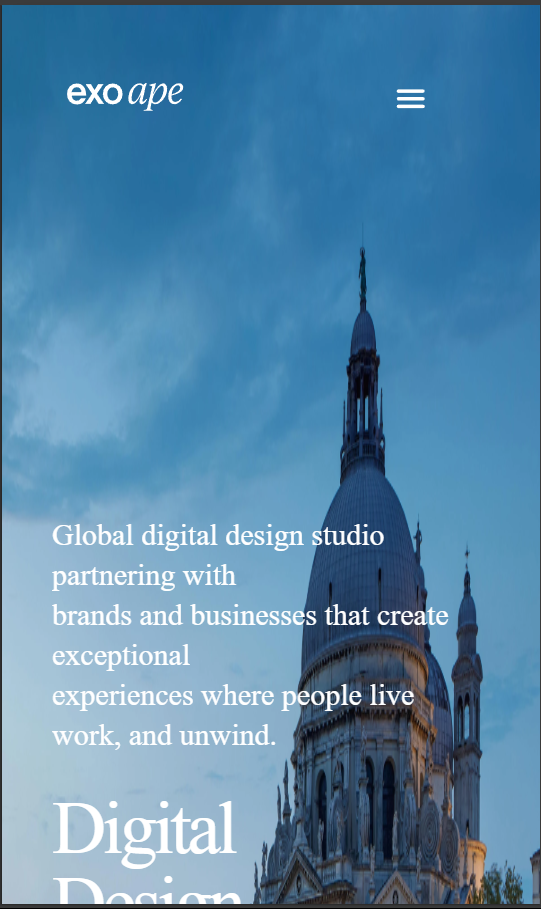 exo ape
Global digital design studio
partnering with
brands and businesses that create
exceptional
experiences where people live
work, and unwind.
Digital
Design